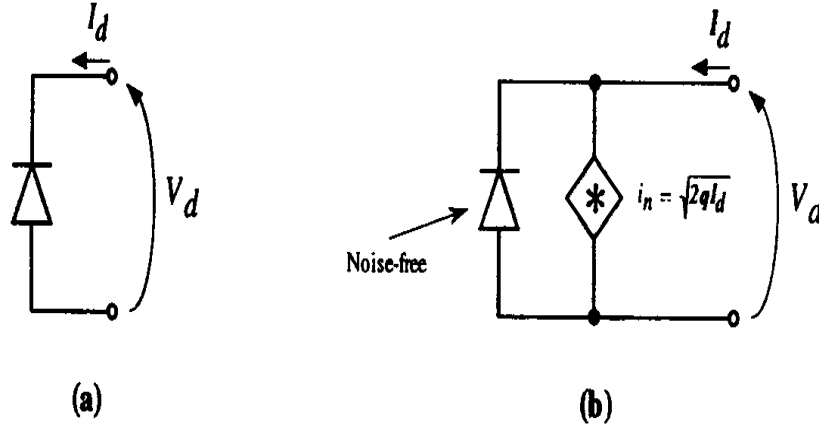 I_d
V_d
(a)
I_d
i_n = √2qI_d
V_d
Noise-free
(b)